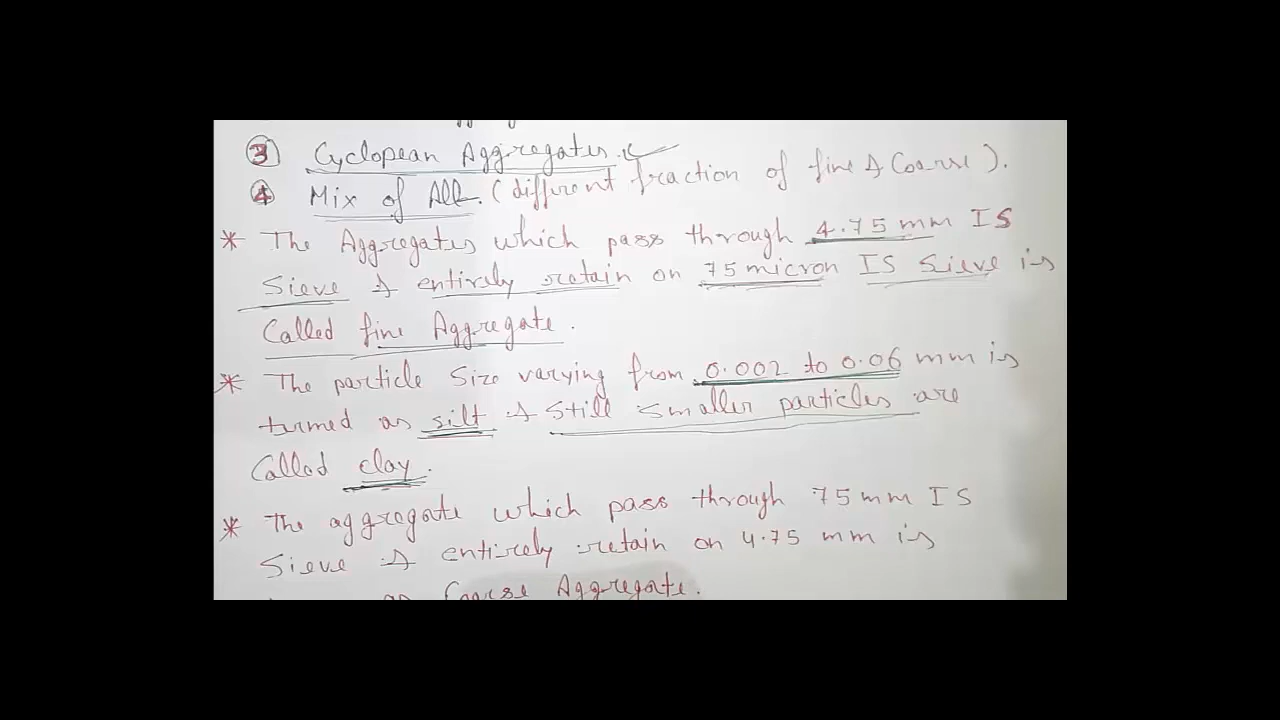 ③ Cyclopean Aggregates.
④ Mix of All. (different fraction of fine & Coarse).
* The Aggregates which pass through 4.75 mm IS
Sieve & entirely retain on 75 micron IS Sieve is
Called fine Aggregate.
* The particle Size varying from 0.002 to 0.06 mm is
turmed as silt & Still smaller particles are
Called clay.
* The aggregate which pass through 75 mm IS
Sieve & entirely retain on 4.75 mm is
as Coarse Aggregate.